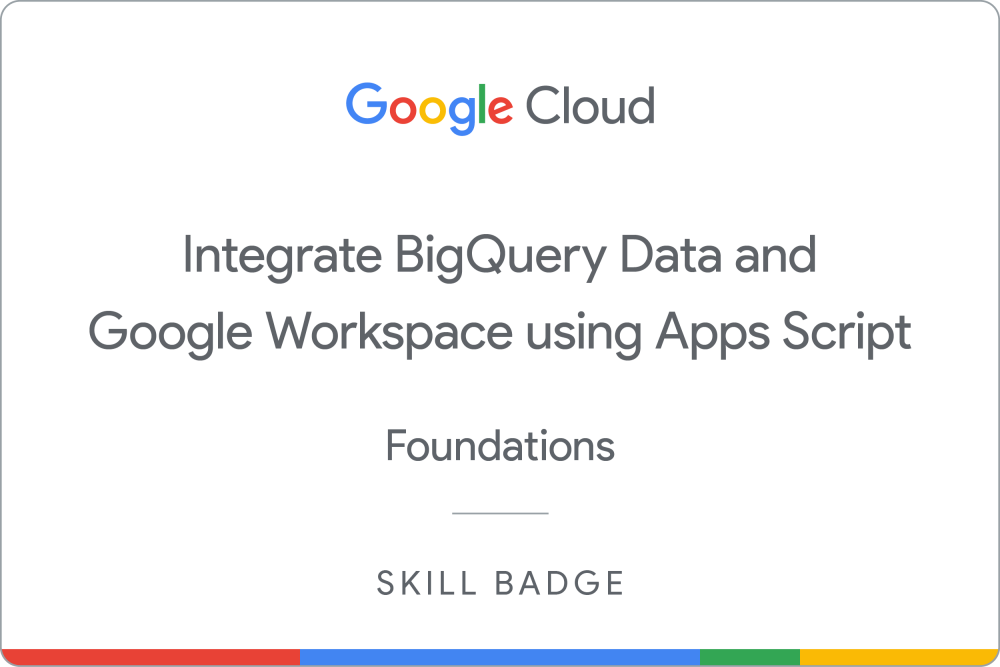 Google Cloud
Integrate BigQuery Data and
Google Workspace using Apps Script
Foundations
SKILL BADGE